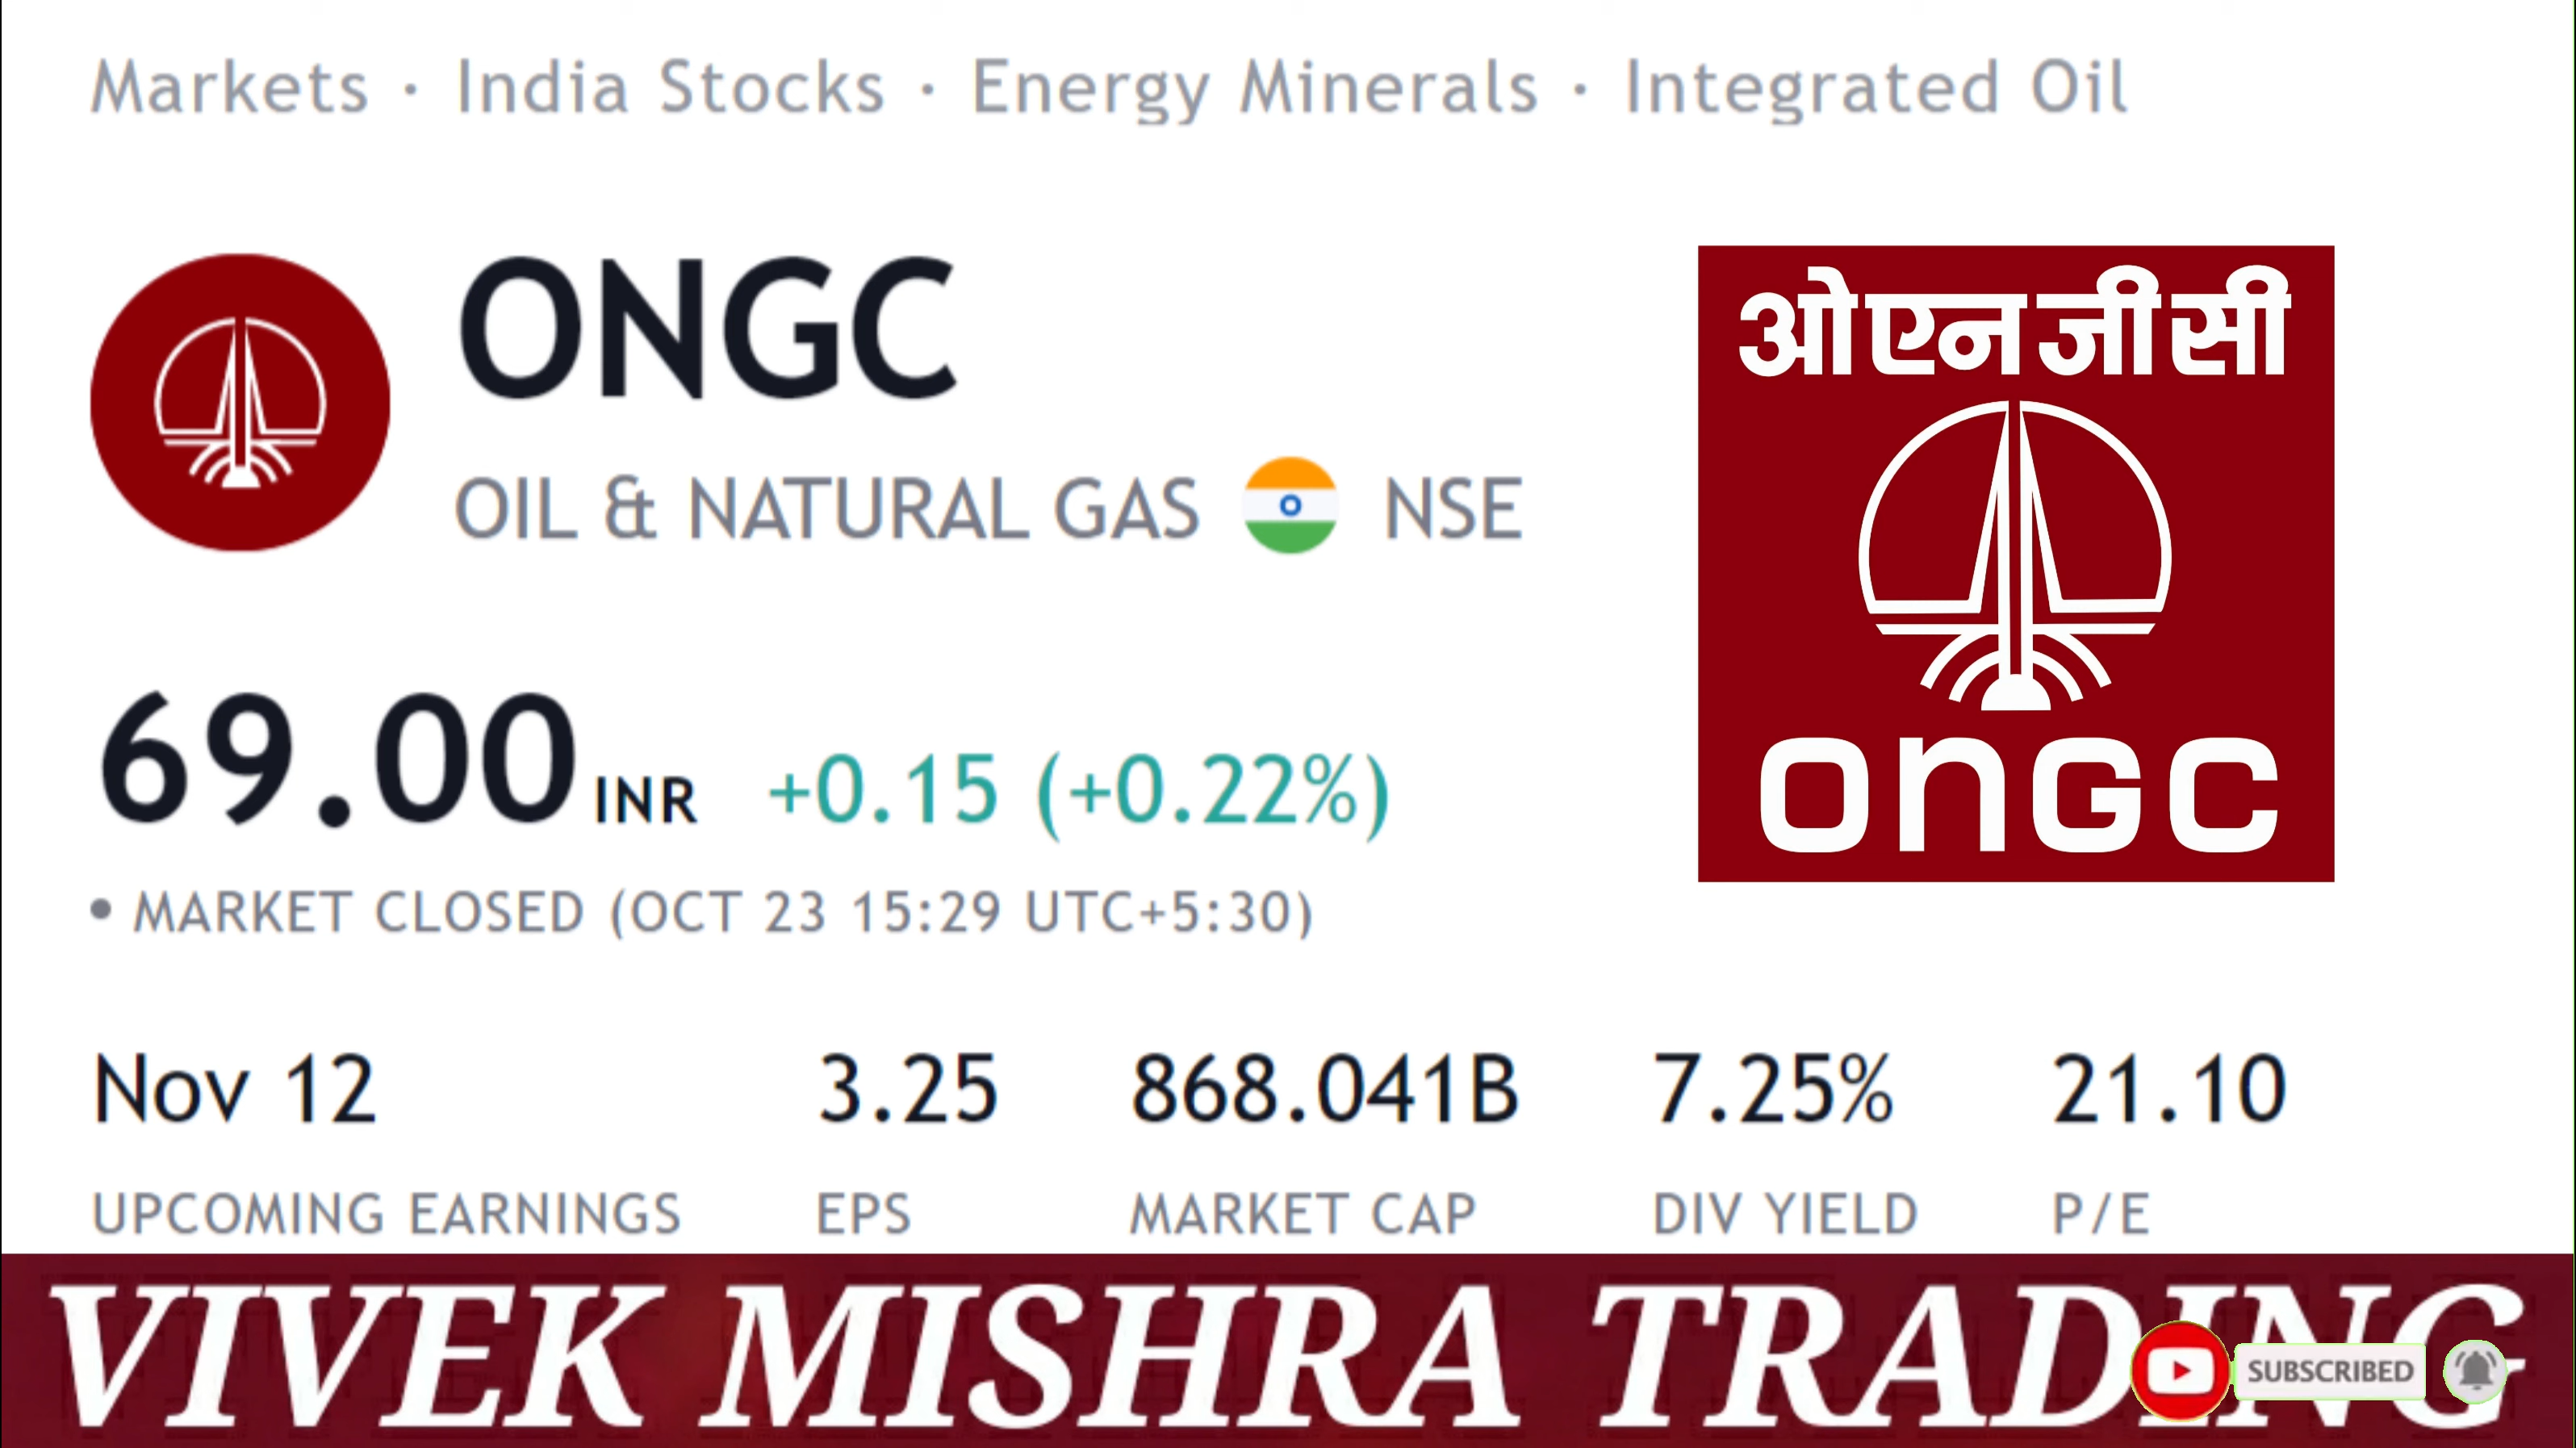 Markets · India Stocks · Energy Minerals · Integrated Oil
ONGC
OIL & NATURAL GAS NSE
ओएनजीसी
ONGC
69.00 INR +0.15 (+0.22%)
• MARKET CLOSED (OCT 23 15:29 UTC+5:30)
Nov 12 3.25 868.041B 7.25% 21.10
UPCOMING EARNINGS EPS MARKET CAP DIV YIELD P/E
VIVEK MISHRA TRADING
SUBSCRIBED